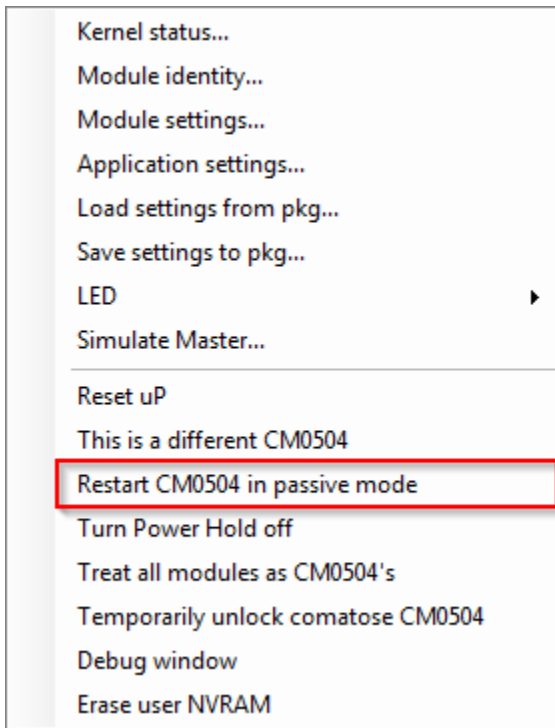 Kernel status...
Module identity...
Module settings...
Application settings...
Load settings from pkg...
Save settings to pkg...
LED
Simulate Master...
Reset uP
This is a different CM0504
Restart CM0504 in passive mode
Turn Power Hold off
Treat all modules as CM0504's
Temporarily unlock comatose CM0504
Debug window
Erase user NVRAM